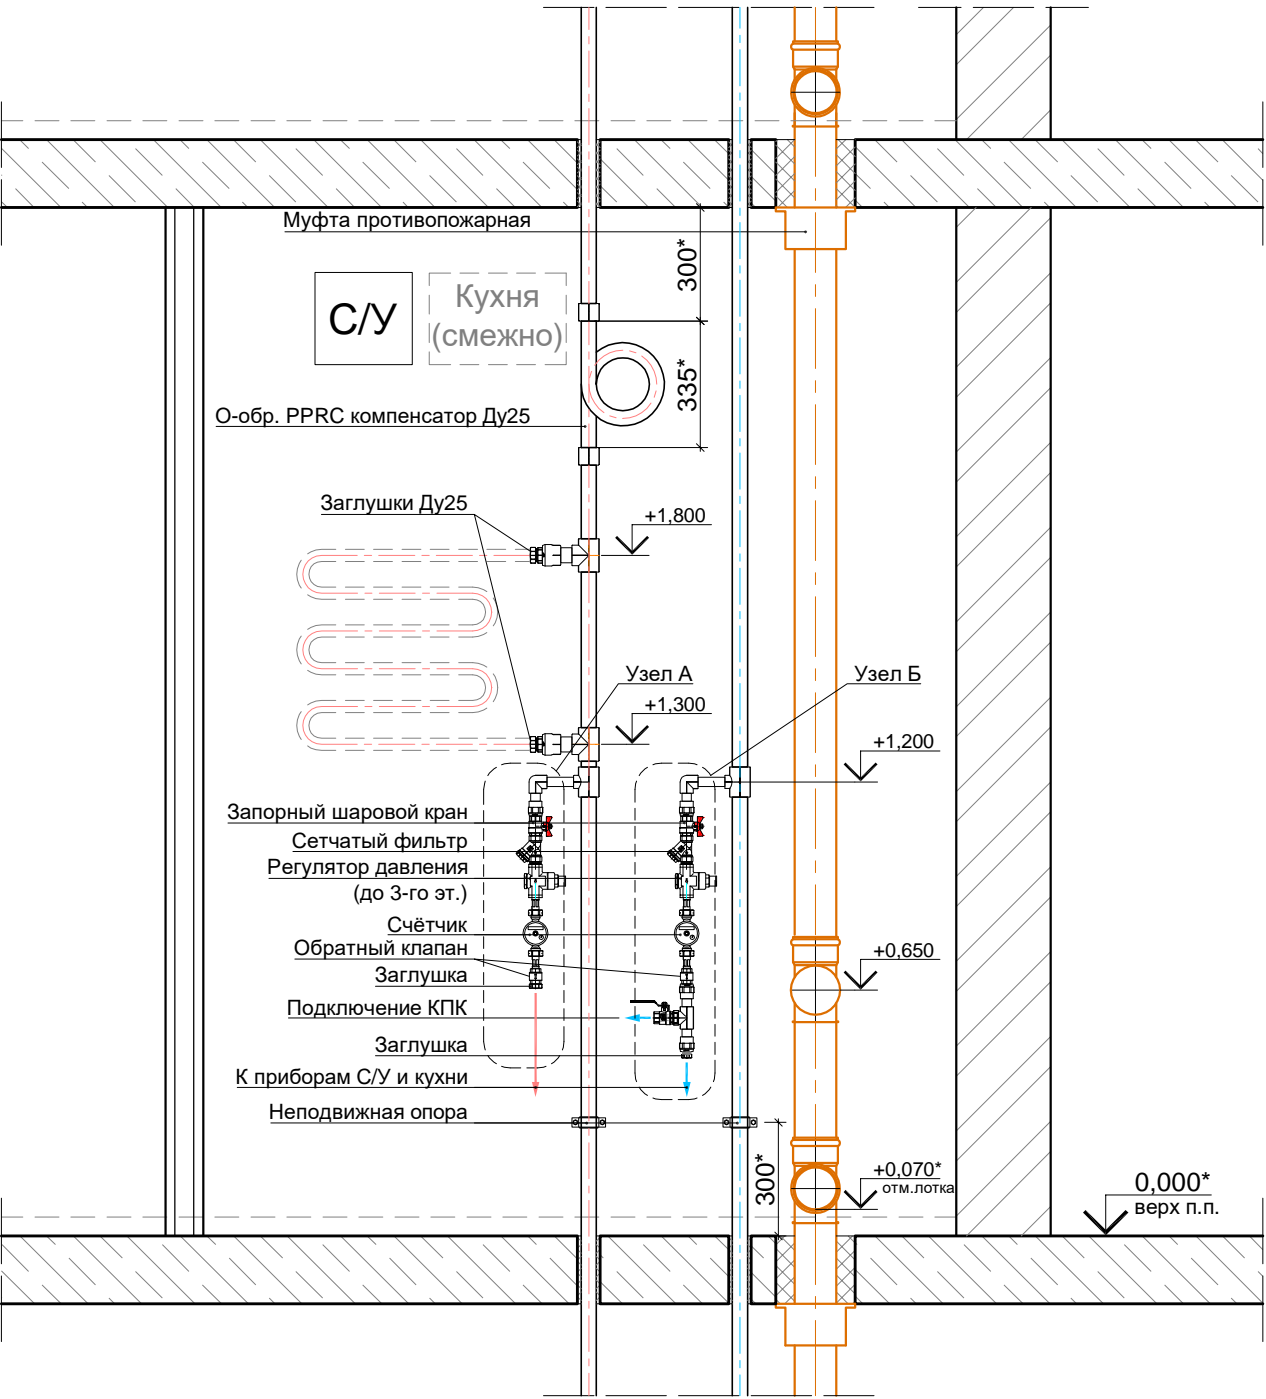 Муфта противопожарная
300*
С/У
Кухня
(смежно)
335*
О-обр. PPRC компенсатор Ду25
Заглушки Ду25
+1,800
Узел А
Узел Б
+1,300
+1,200
Запорный шаровой кран
Сетчатый фильтр
Регулятор давления
(до 3-го эт.)
Счётчик
Обратный клапан
+0,650
Заглушка
Подключение КПК
Заглушка
К приборам С/У и кухни
Неподвижная опора
300*
+0,070*
отм.лотка
0,000*
верх п.п.